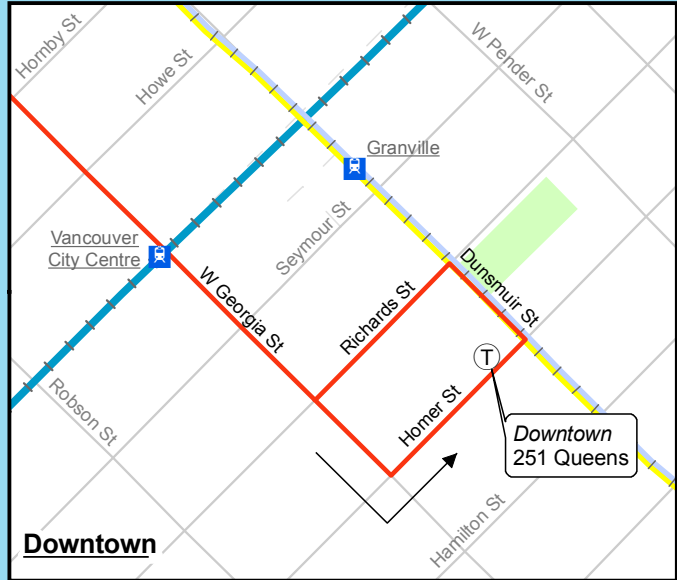 Hornby St
Howe St
W Pender St
Granville
Seymour St
Vancouver
City Centre
W Georgia St
Richards St
Dunsmuir St
T
Robson St
Homer St
Downtown
251 Queens
Hamilton St
Downtown